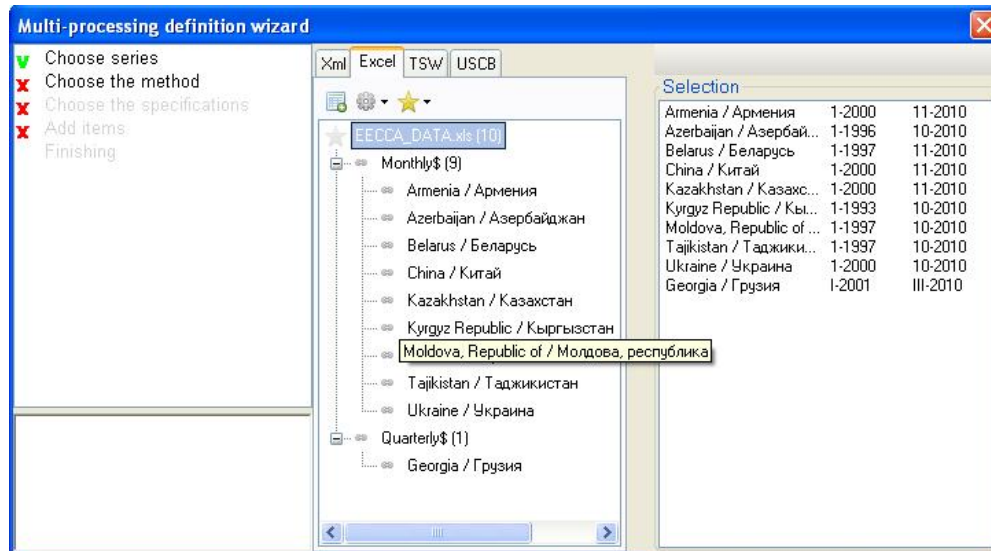 Multi-processing definition wizard
Choose series
Choose the method
Choose the specifications
Add items
Finishing
Xml Excel TSW USCB
EECCA_DATA.xls (10)
Monthly$ (9)
Armenia / Армения
Azerbaijan / Азербайджан
Belarus / Беларусь
China / Китай
Kazakhstan / Казахстан
Kyrgyz Republic / Кыргызстан
Moldova, Republic of / Молдова, республика
Tajikistan / Таджикистан
Ukraine / Украина
Quarterly$ (1)
Georgia / Грузия
Selection
Armenia / Армения 1-2000 11-2010
Azerbaijan / Азербай... 1-1996 10-2010
Belarus / Беларусь 1-1997 11-2010
China / Китай 1-2000 11-2010
Kazakhstan / Казахс... 1-2000 11-2010
Kyrgyz Republic / Кы... 1-1993 10-2010
Moldova, Republic of ... 1-1997 10-2010
Tajikistan / Таджики... 1-1997 10-2010
Ukraine / Украина 1-2000 10-2010
Georgia / Грузия I-2001 III-2010